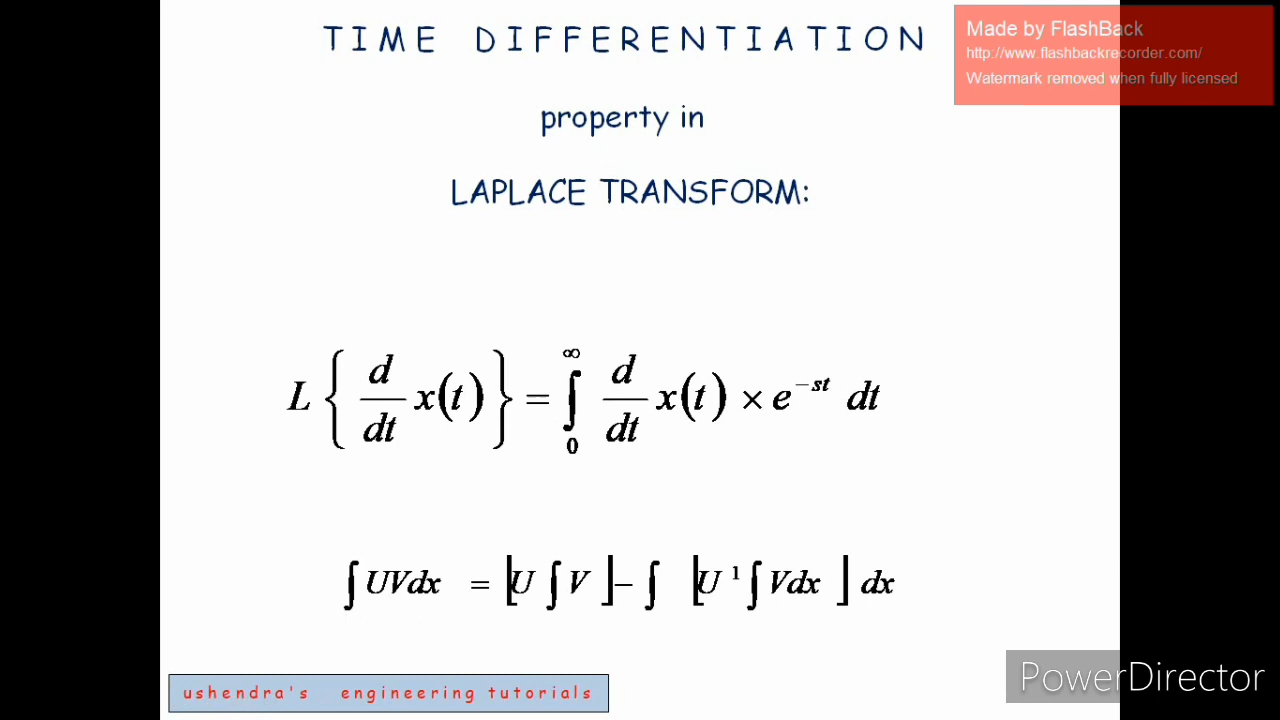 TIME DIFFERENTIATION
Made by FlashBack
http://www.flashbackrecorder.com/
Watermark removed when fully licensed
property in
LAPLACE TRANSFORM:
L { d/dt x(t) } = ∫₀^∞ d/dt x(t) × e^{-st} dt
∫ UVdx = [U ∫ V ] − ∫ [U ¹ ∫ Vdx ] dx
ushendra's engineering tutorials
PowerDirector